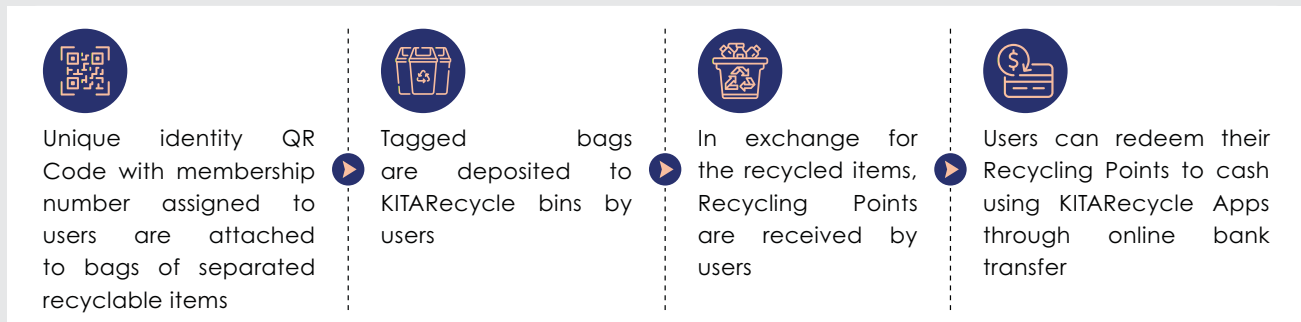 Unique identity QR
Code with membership
number assigned to
users are attached
to bags of separated
recyclable items
Tagged bags
are deposited to
KITARecycle bins by
users
In exchange for
the recycled items,
Recycling Points
are received by
users
Users can redeem their
Recycling Points to cash
using KITARecycle Apps
through online bank
transfer